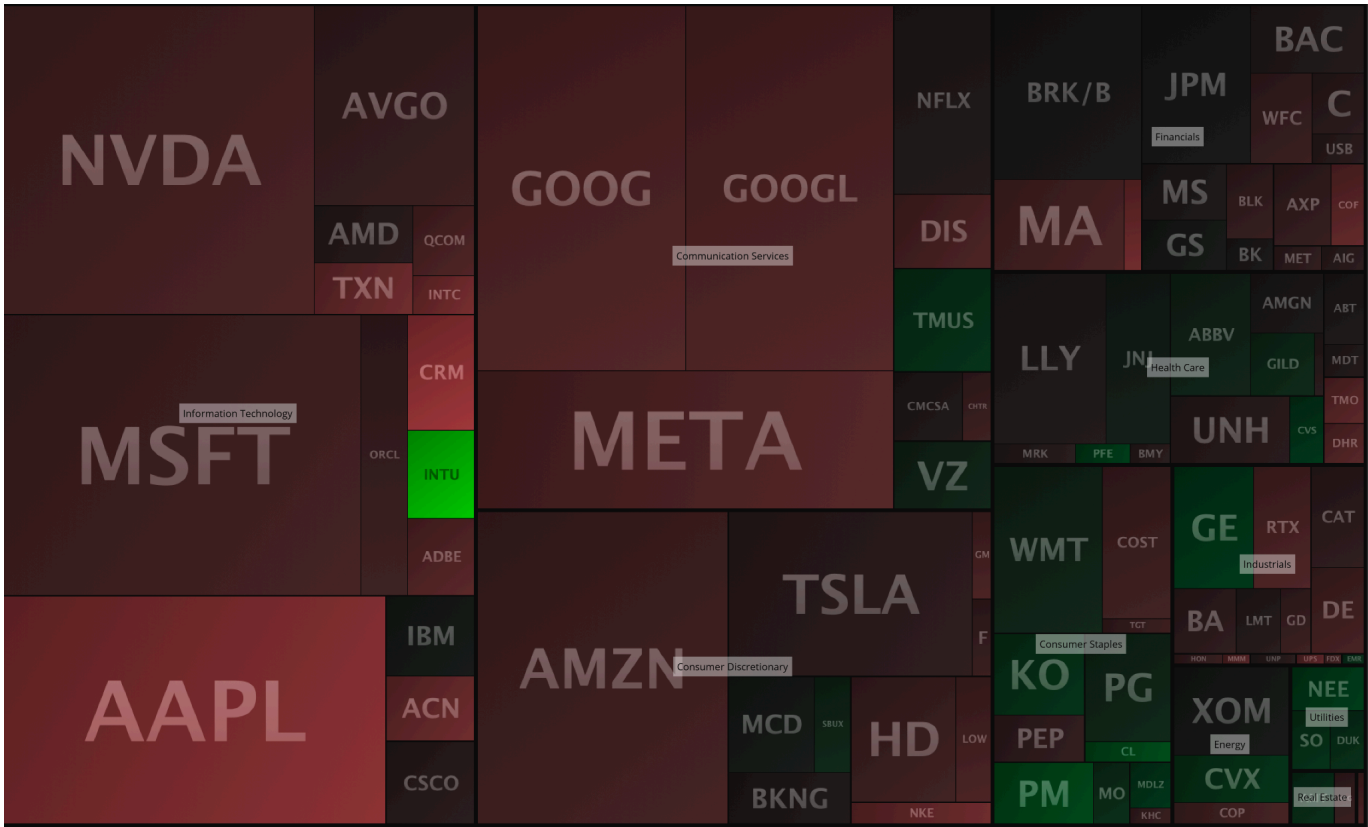 NVDA
AVGO
AMD
QCOM
TXN
INTC
MSFT
Information Technology
ORCL
CRM
INTU
ADBE
AAPL
IBM
ACN
CSCO
GOOG
GOOGL
Communication Services
NFLX
DIS
TMUS
META
CMCSA
CHTR
VZ
AMZN
Consumer Discretionary
TSLA
GM
F
MCD
SBUX
BKNG
HD
LOW
NKE
BRK/B
JPM
Financials
BAC
WFC
C
USB
MA
MS
GS
BLK
BK
AXP
COF
MET
AIG
LLY
JNJ
Health Care
ABBV
AMGN
GILD
ABT
MDT
TMO
DHR
MRK
PFE
BMY
UNH
CVS
WMT
COST
TGT
Consumer Staples
KO
PG
PEP
CL
PM
MO
MDLZ
KHC
GE
RTX
CAT
Industrials
BA
LMT
GD
DE
HON
MMM
UNP
UPS
FDX
EMR
XOM
Energy
CVX
COP
NEE
Utilities
SO
DUK
Real Estate